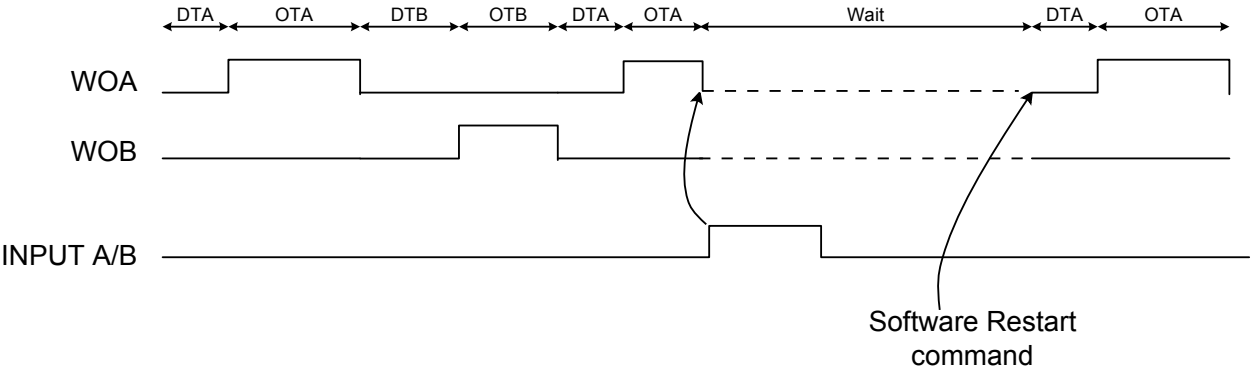 DTA OTA DTB OTB DTA OTA Wait DTA OTA
WOA
WOB
INPUT A/B
Software Restart
command